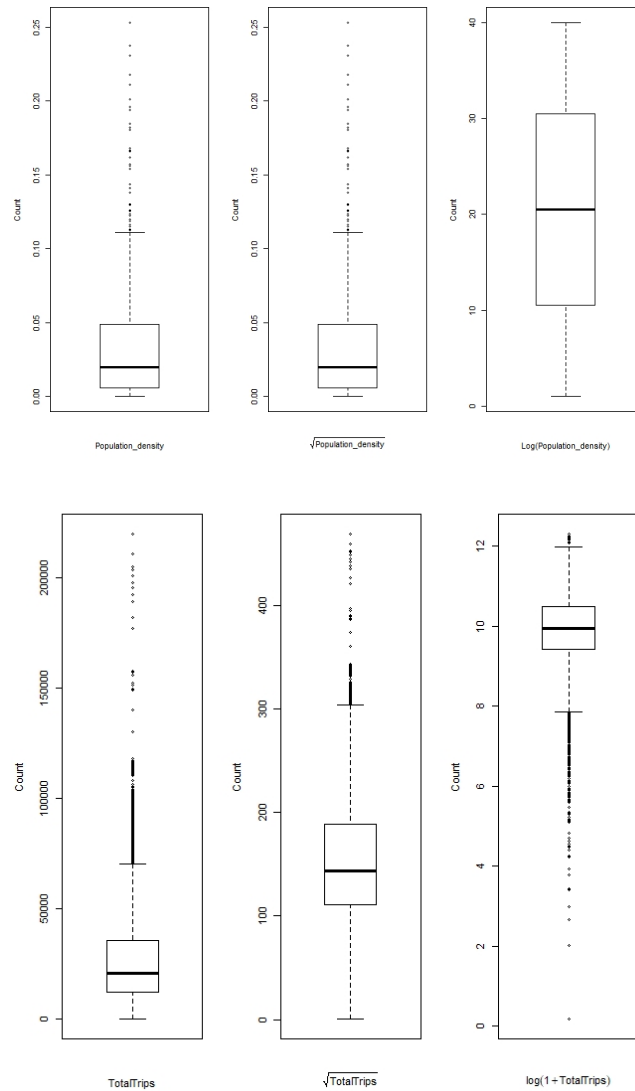 0.25
0.20
0.15
0.10
0.05
0.00
Count
Population_density
0.25
0.20
0.15
0.10
0.05
0.00
Count
√Population_density
40
30
20
10
0
Count
Log(Population_density)
200000
150000
100000
50000
0
Count
TotalTrips
400
300
200
100
0
Count
√TotalTrips
12
10
8
6
4
2
0
Count
log(1 + TotalTrips)